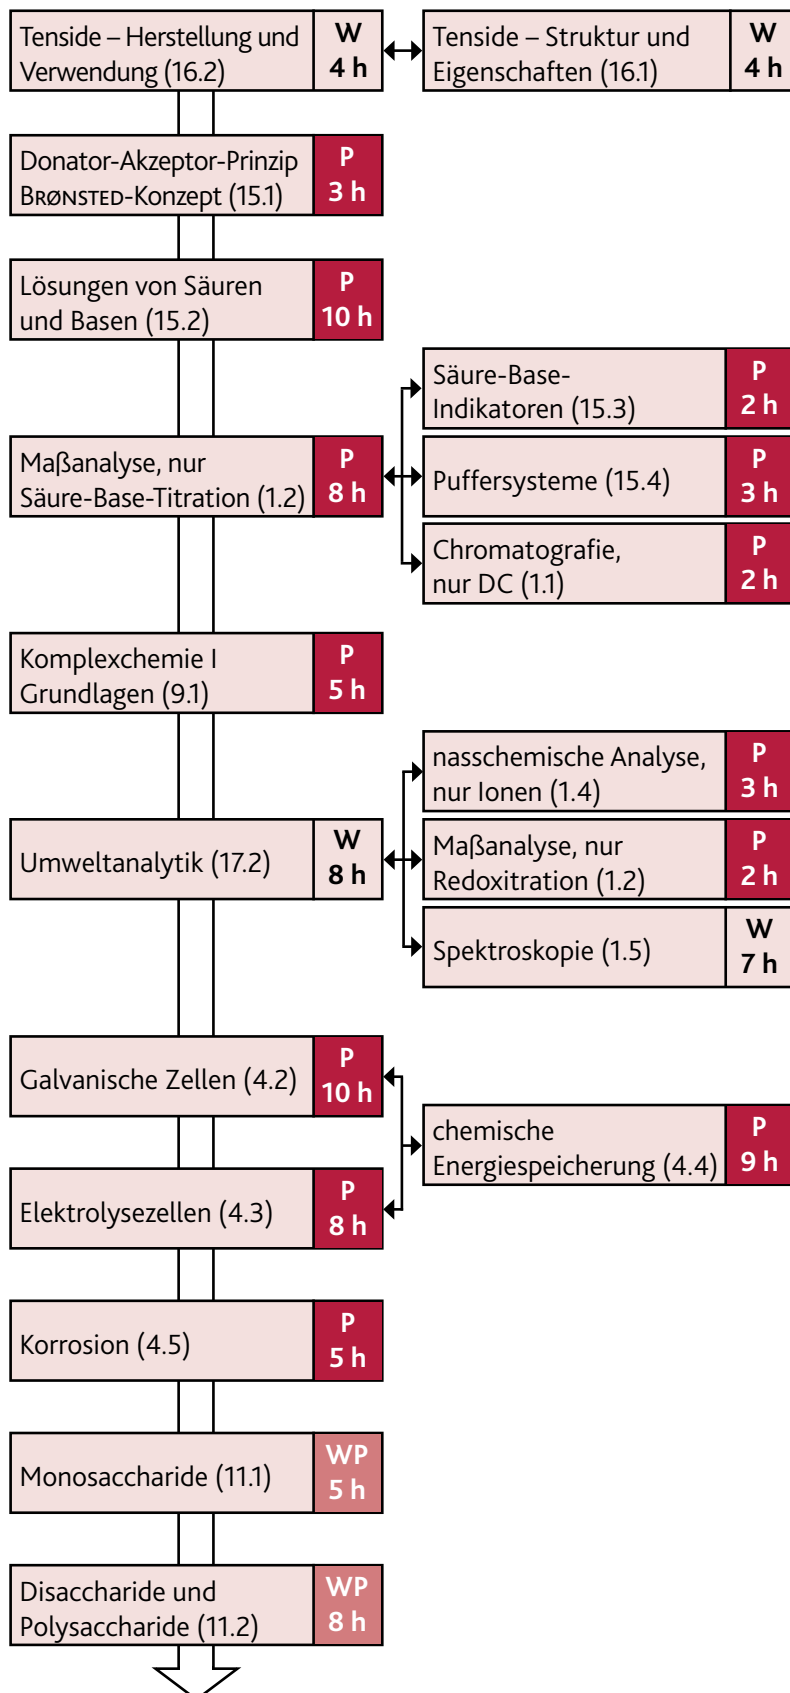 Tenside – Herstellung und
Verwendung (16.2)
W
4 h
Tenside – Struktur und
Eigenschaften (16.1)
W
4 h
Donator-Akzeptor-Prinzip
BRØNSTED-Konzept (15.1)
P
3 h
Lösungen von Säuren
und Basen (15.2)
P
10 h
Säure-Base-
Indikatoren (15.3)
P
2 h
Maßanalyse, nur
Säure-Base-Titration (1.2)
P
8 h
Puffersysteme (15.4)
P
3 h
Chromatografie,
nur DC (1.1)
P
2 h
Komplexchemie I
Grundlagen (9.1)
P
5 h
nasschemische Analyse,
nur Ionen (1.4)
P
3 h
Umweltanalytik (17.2)
W
8 h
Maßanalyse, nur
Redoxitration (1.2)
P
2 h
Spektroskopie (1.5)
W
7 h
Galvanische Zellen (4.2)
P
10 h
chemische
Energiespeicherung (4.4)
P
9 h
Elektrolysezellen (4.3)
P
8 h
Korrosion (4.5)
P
5 h
Monosaccharide (11.1)
WP
5 h
Disaccharide und
Polysaccharide (11.2)
WP
8 h